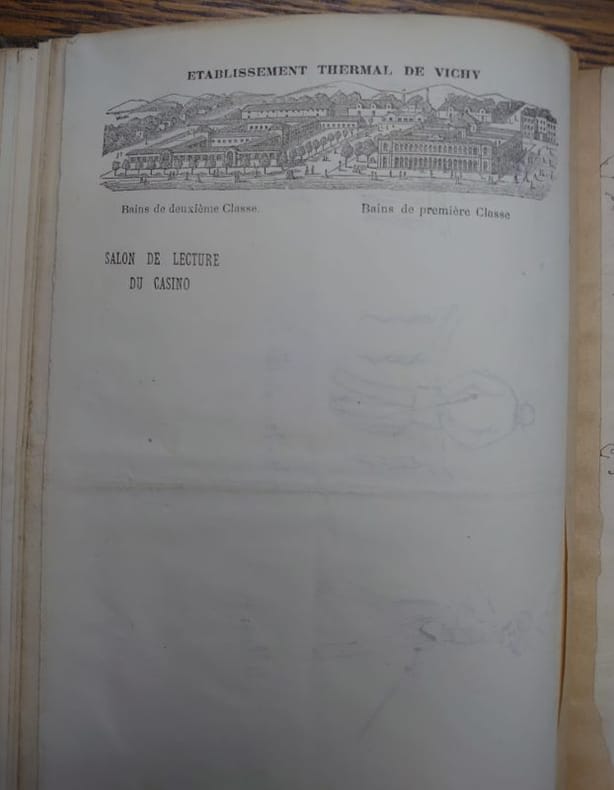 ETABLISSEMENT THERMAL DE VICHY
Bains de deuxième Classe. Bains de première Classe
SALON DE LECTURE
DU CASINO